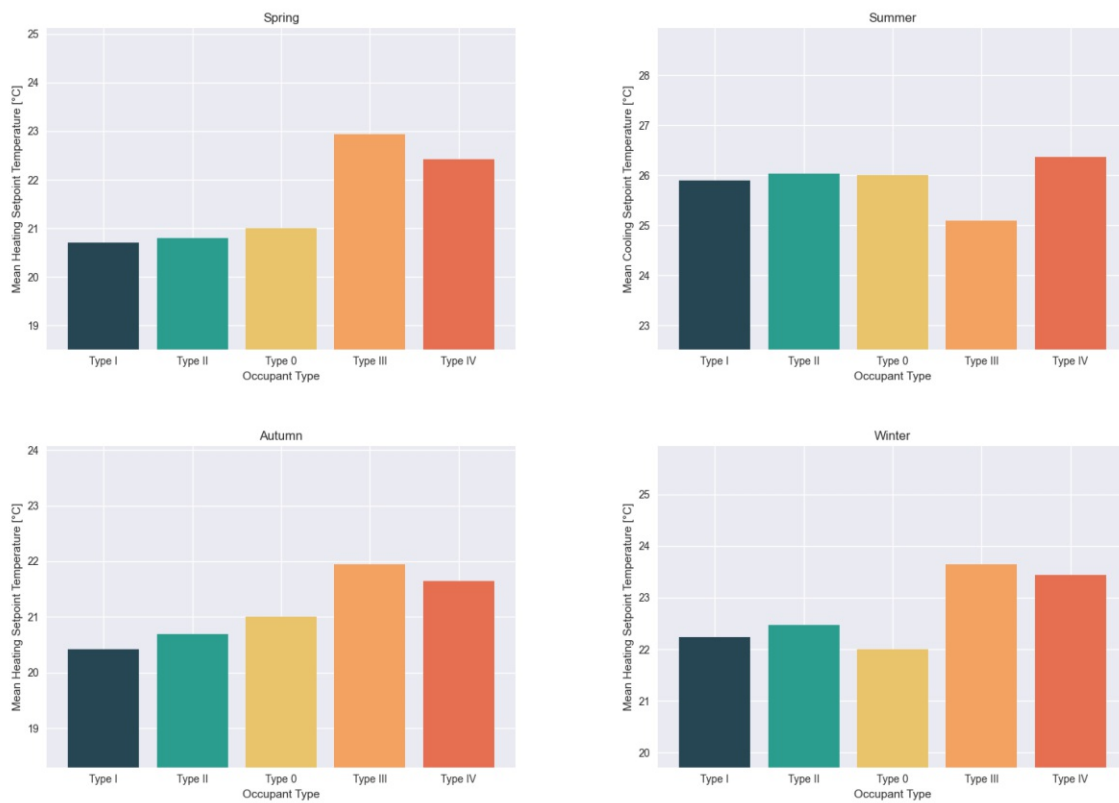 Spring
Mean Heating Setpoint Temperature [°C]
25
24
23
22
21
20
19
Type I Type II Type 0 Type III Type IV
Occupant Type
Summer
Mean Cooling Setpoint Temperature [°C]
28
27
26
25
24
23
Type I Type II Type 0 Type III Type IV
Occupant Type
Autumn
Mean Heating Setpoint Temperature [°C]
24
23
22
21
20
19
Type I Type II Type 0 Type III Type IV
Occupant Type
Winter
Mean Heating Setpoint Temperature [°C]
25
24
23
22
21
20
Type I Type II Type 0 Type III Type IV
Occupant Type